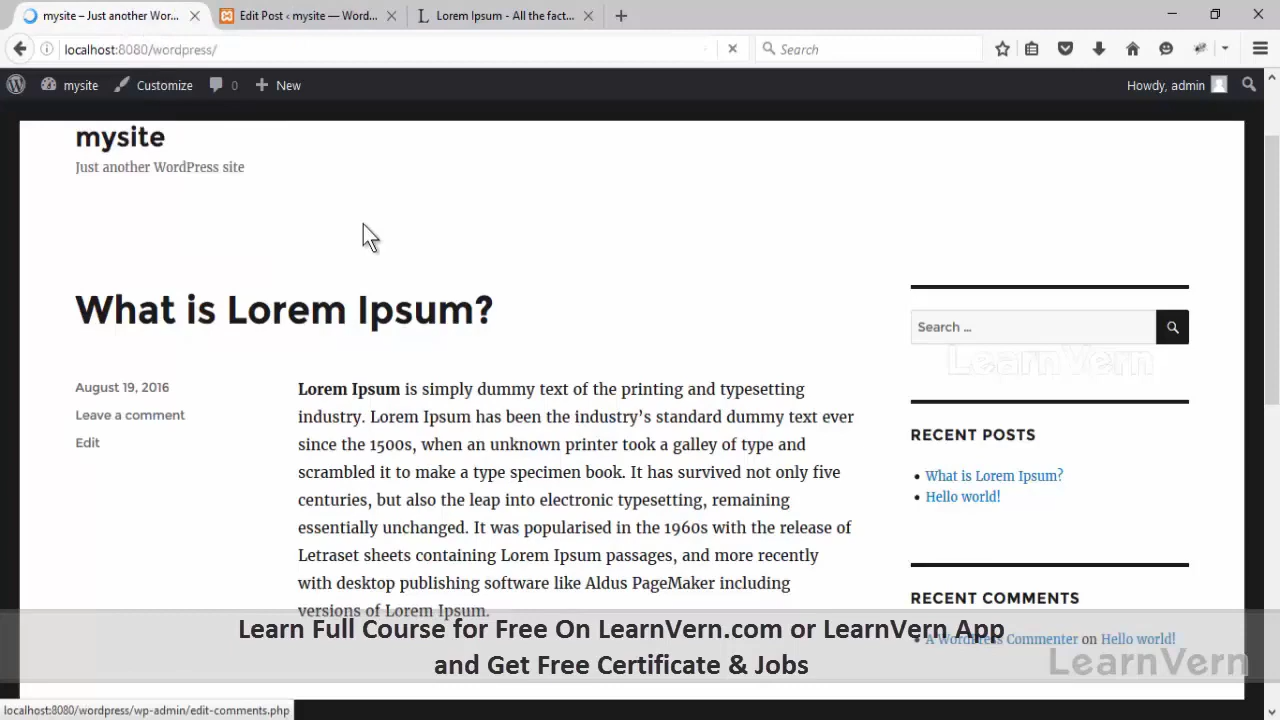 mysite – Just another Wor...
Edit Post ‹ mysite — Word...
Lorem Ipsum - All the fact...
localhost:8080/wordpress/
Search
mysite
Customize
0
New
Howdy, admin
mysite
Just another WordPress site
What is Lorem Ipsum?
Search …
LearnVern
August 19, 2016
Leave a comment
Edit
Lorem Ipsum is simply dummy text of the printing and typesetting
industry. Lorem Ipsum has been the industry’s standard dummy text ever
since the 1500s, when an unknown printer took a galley of type and
scrambled it to make a type specimen book. It has survived not only five
centuries, but also the leap into electronic typesetting, remaining
essentially unchanged. It was popularised in the 1960s with the release of
Letraset sheets containing Lorem Ipsum passages, and more recently
with desktop publishing software like Aldus PageMaker including
versions of Lorem Ipsum.
RECENT POSTS
What is Lorem Ipsum?
Hello world!
RECENT COMMENTS
A WordPress Commenter on Hello world!
Learn Full Course for Free On LearnVern.com or LearnVern App
and Get Free Certificate & Jobs
LearnVern
localhost:8080/wordpress/wp-admin/edit-comments.php